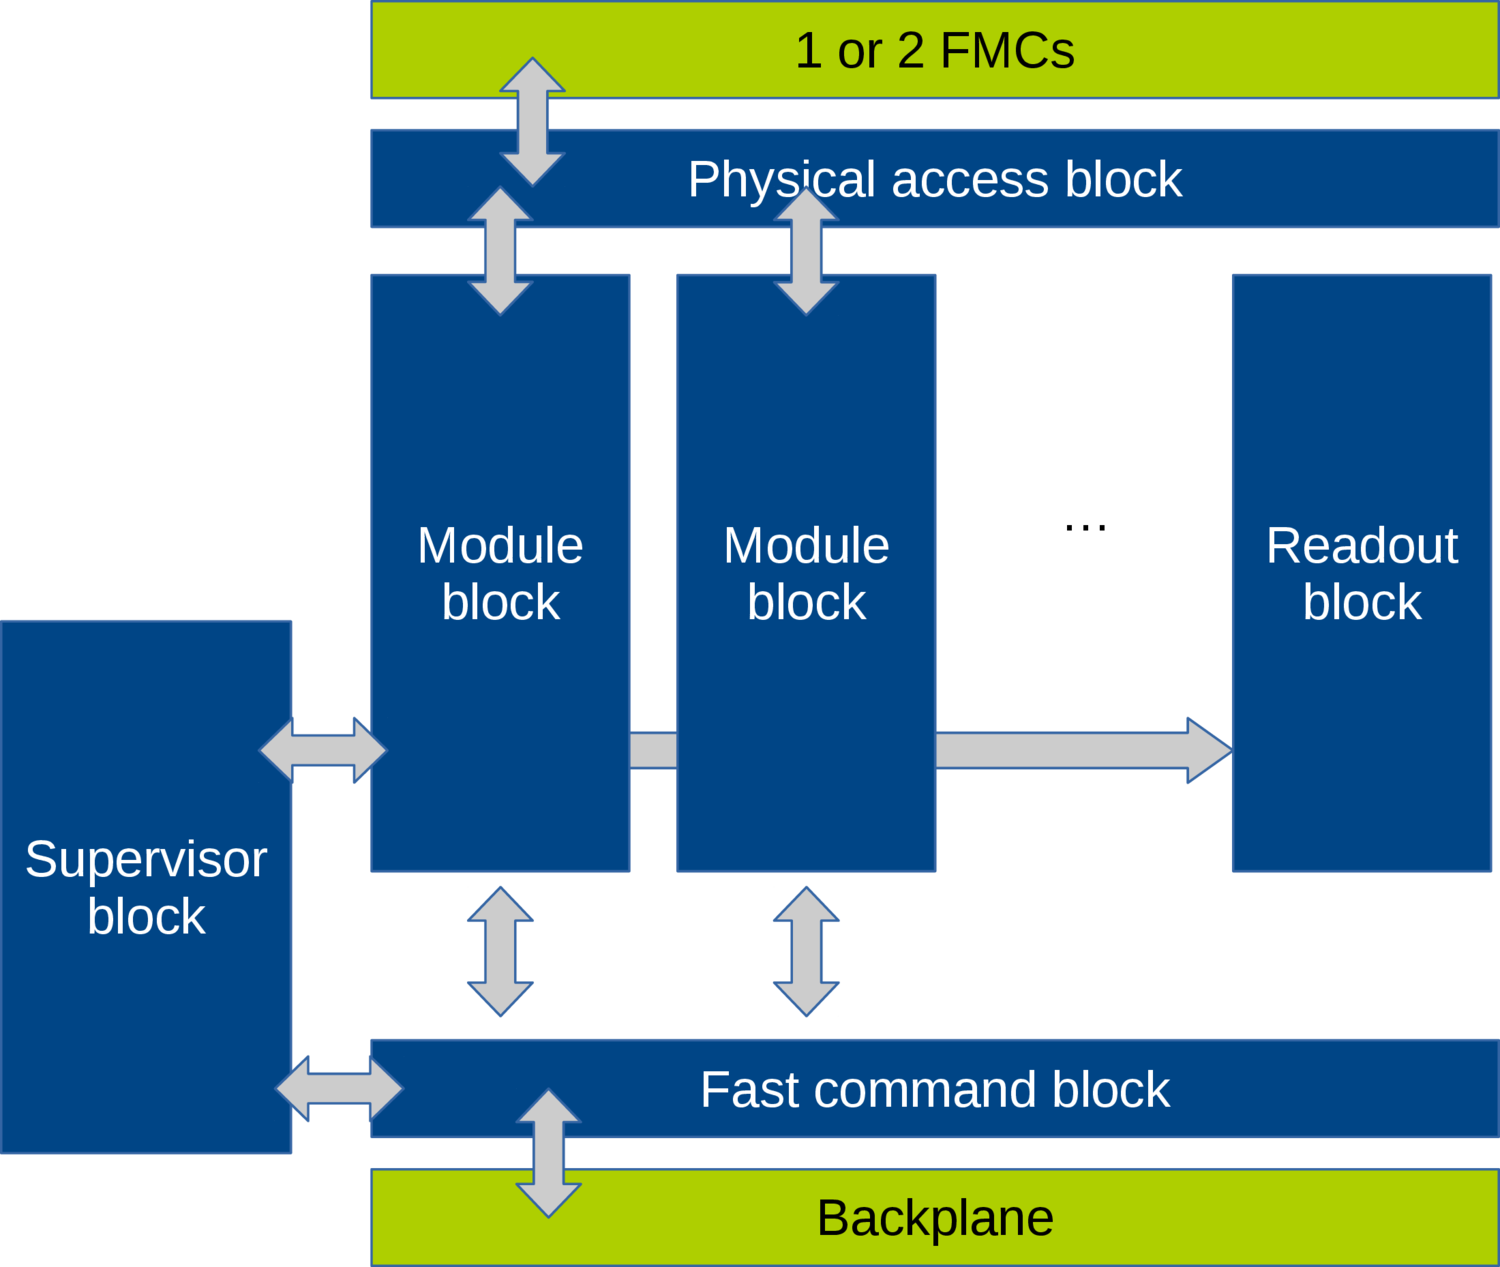 1 or 2 FMCs
Physical access block
Module
block
Module
block
...
Readout
block
Supervisor
block
Fast command block
Backplane